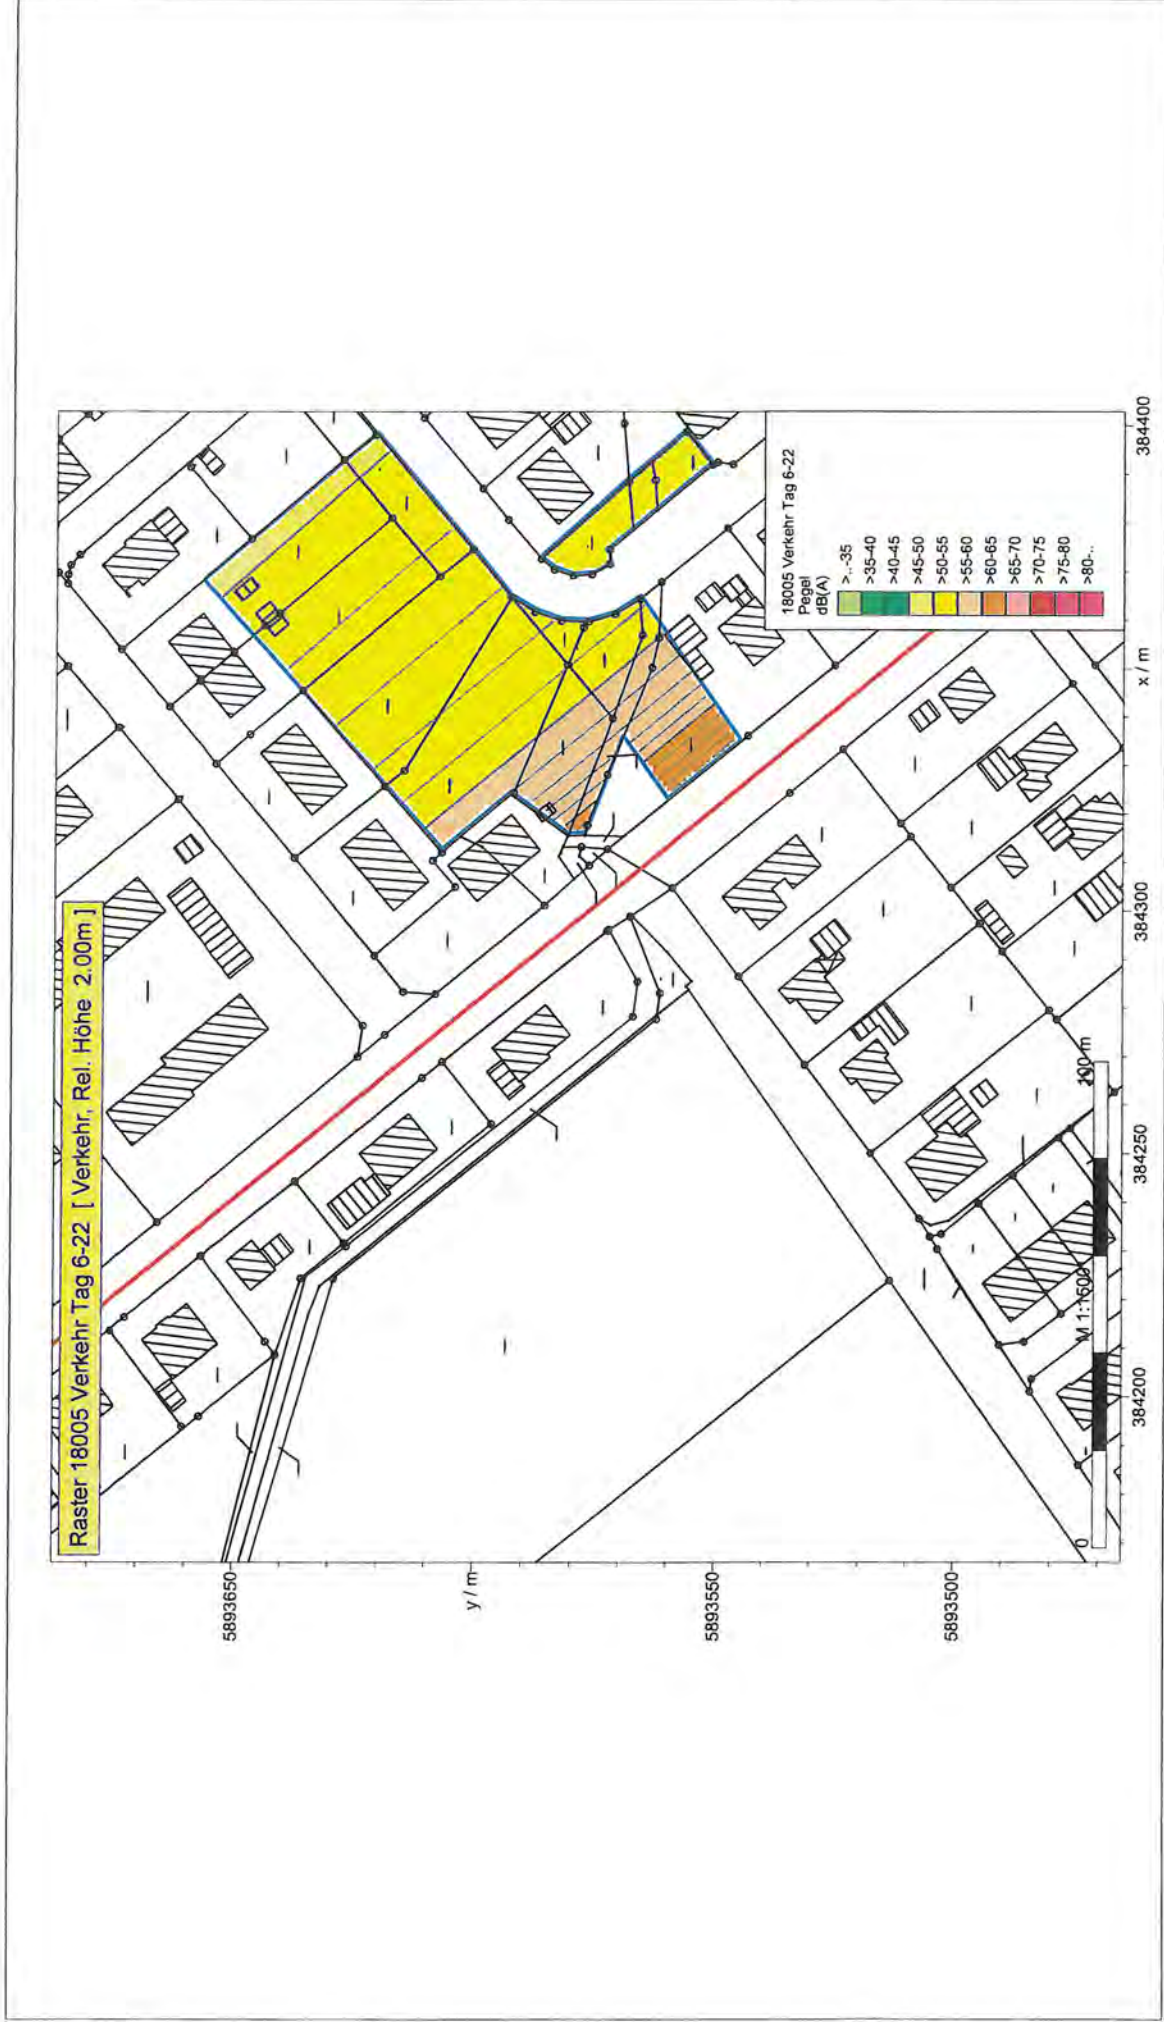 Raster 18005 Verkehr Tag 6-22 [ Verkehr, Rel. Höhe 2.00m ]
5893650
y / m
5893550
5893500
384200
384250
384300
x / m
384400
0
M 1:1500
100 m
18005 Verkehr Tag 6-22
Pegel
dB(A)
>..-35
>35-40
>40-45
>45-50
>50-55
>55-60
>60-65
>65-70
>70-75
>75-80
>80-..